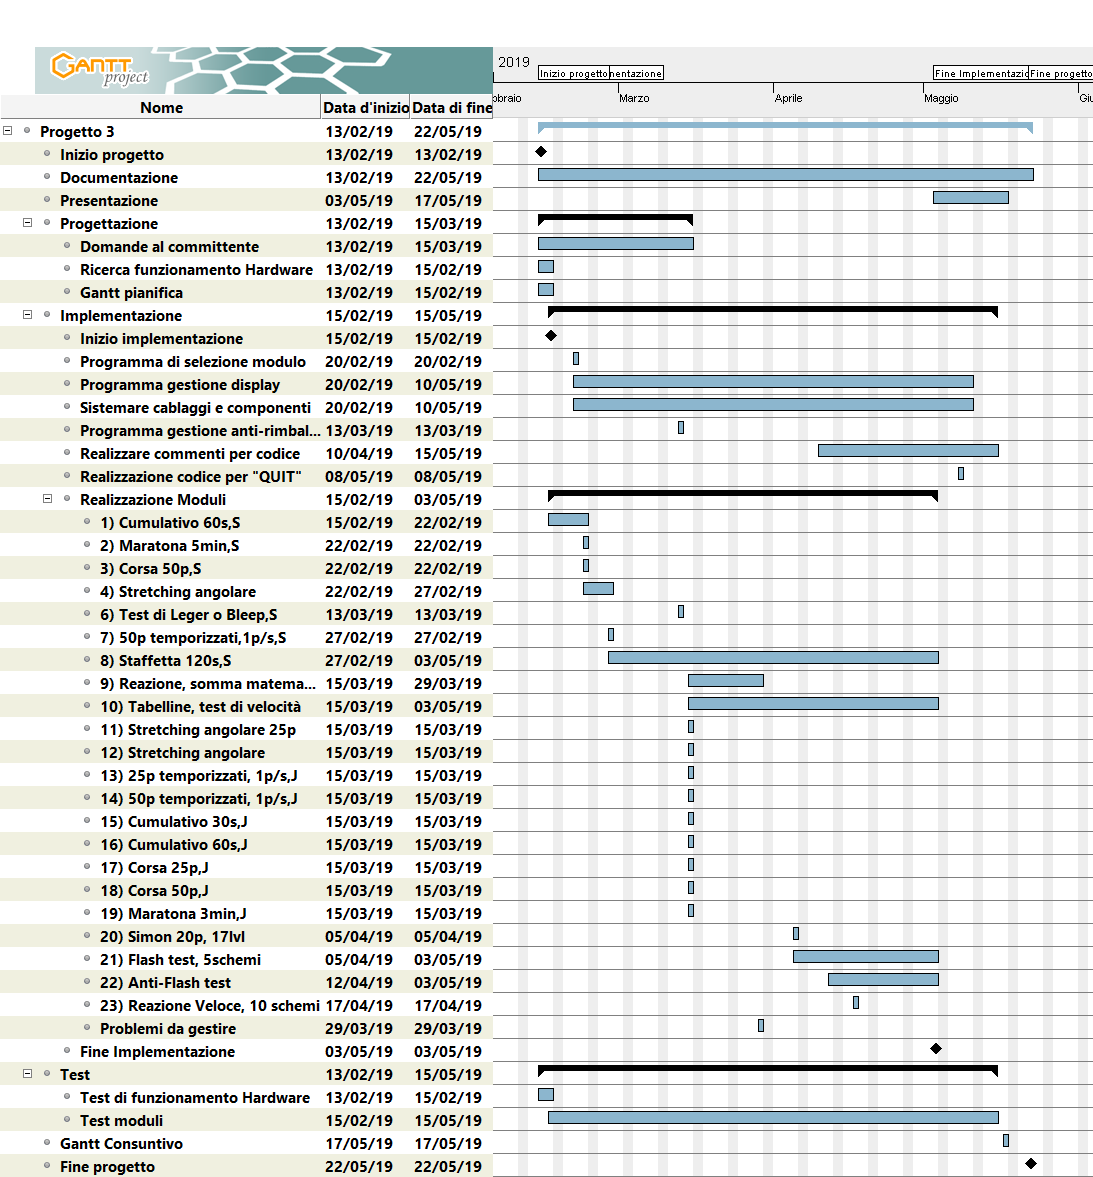 GANTT
project
2019
Inizio progetto nentazione Fine Implementazio Fine progetto
bbraio Marzo Aprile Maggio Giu
Nome Data d'inizio Data di fine
Progetto 3 13/02/19 22/05/19
Inizio progetto 13/02/19 13/02/19
Documentazione 13/02/19 22/05/19
Presentazione 03/05/19 17/05/19
Progettazione 13/02/19 15/03/19
Domande al committente 13/02/19 15/03/19
Ricerca funzionamento Hardware 13/02/19 15/02/19
Gantt pianifica 13/02/19 15/02/19
Implementazione 15/02/19 15/05/19
Inizio implementazione 15/02/19 15/02/19
Programma di selezione modulo 20/02/19 20/02/19
Programma gestione display 20/02/19 10/05/19
Sistemare cablaggi e componenti 20/02/19 10/05/19
Programma gestione anti-rimbal... 13/03/19 13/03/19
Realizzare commenti per codice 10/04/19 15/05/19
Realizzazione codice per "QUIT" 08/05/19 08/05/19
Realizzazione Moduli 15/02/19 03/05/19
1) Cumulativo 60s,S 15/02/19 22/02/19
2) Maratona 5min,S 22/02/19 22/02/19
3) Corsa 50p,S 22/02/19 22/02/19
4) Stretching angolare 22/02/19 27/02/19
6) Test di Leger o Bleep,S 13/03/19 13/03/19
7) 50p temporizzati,1p/s,S 27/02/19 27/02/19
8) Staffetta 120s,S 27/02/19 03/05/19
9) Reazione, somma matema... 15/03/19 29/03/19
10) Tabelline, test di velocità 15/03/19 03/05/19
11) Stretching angolare 25p 15/03/19 15/03/19
12) Stretching angolare 15/03/19 15/03/19
13) 25p temporizzati, 1p/s,J 15/03/19 15/03/19
14) 50p temporizzati, 1p/s,J 15/03/19 15/03/19
15) Cumulativo 30s,J 15/03/19 15/03/19
16) Cumulativo 60s,J 15/03/19 15/03/19
17) Corsa 25p,J 15/03/19 15/03/19
18) Corsa 50p,J 15/03/19 15/03/19
19) Maratona 3min,J 15/03/19 15/03/19
20) Simon 20p, 17lvl 05/04/19 05/04/19
21) Flash test, 5schemi 05/04/19 03/05/19
22) Anti-Flash test 12/04/19 03/05/19
23) Reazione Veloce, 10 schemi 17/04/19 17/04/19
Problemi da gestire 29/03/19 29/03/19
Fine Implementazione 03/05/19 03/05/19
Test 13/02/19 15/05/19
Test di funzionamento Hardware 13/02/19 15/02/19
Test moduli 15/02/19 15/05/19
Gantt Consuntivo 17/05/19 17/05/19
Fine progetto 22/05/19 22/05/19